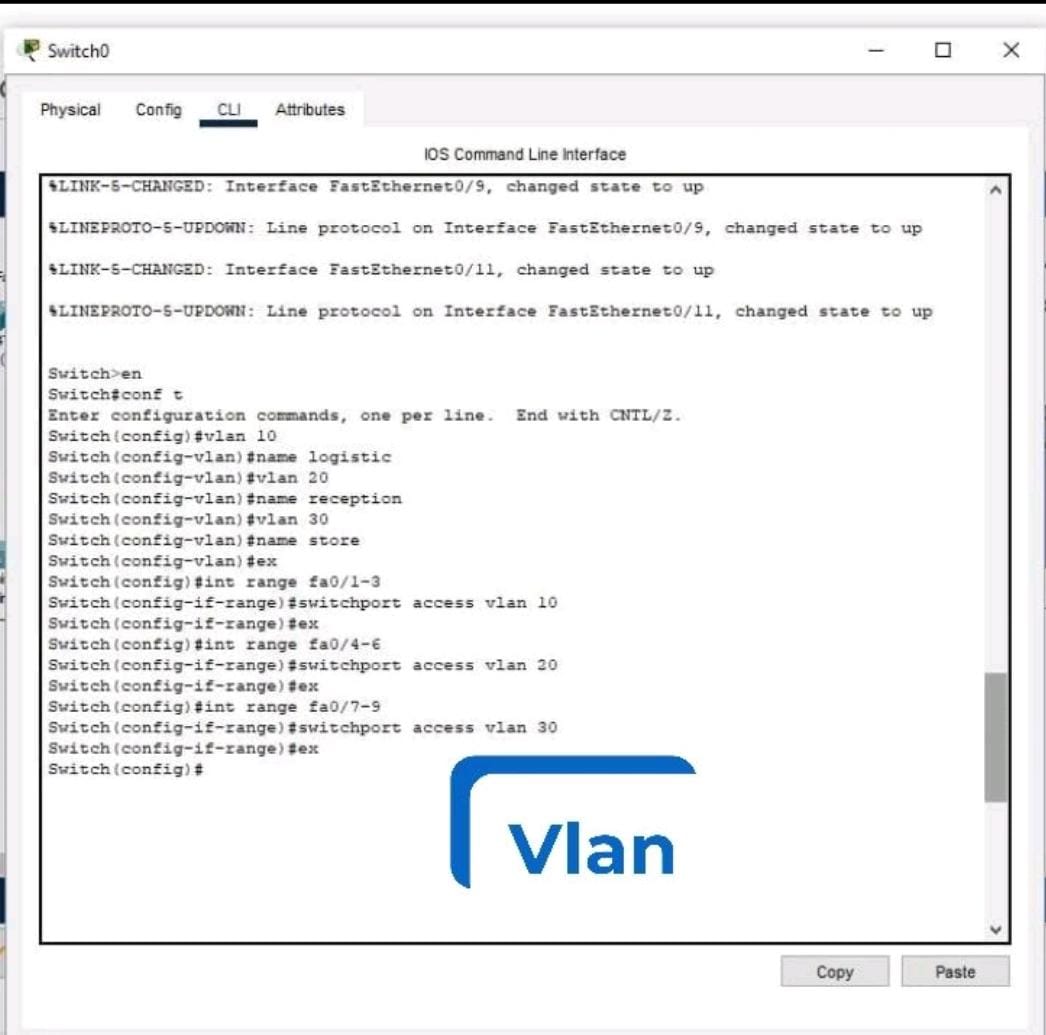 Switch0
Physical Config CLI Attributes
IOS Command Line Interface
%LINK-5-CHANGED: Interface FastEthernet0/9, changed state to up
%LINEPROTO-5-UPDOWN: Line protocol on Interface FastEthernet0/9, changed state to up
%LINK-5-CHANGED: Interface FastEthernet0/11, changed state to up
%LINEPROTO-5-UPDOWN: Line protocol on Interface FastEthernet0/11, changed state to up
Switch>en
Switch#conf t
Enter configuration commands, one per line.  End with CNTL/Z.
Switch(config)#vlan 10
Switch(config-vlan)#name logistic
Switch(config-vlan)#vlan 20
Switch(config-vlan)#name reception
Switch(config-vlan)#vlan 30
Switch(config-vlan)#name store
Switch(config-vlan)#ex
Switch(config)#int range fa0/1-3
Switch(config-if-range)#switchport access vlan 10
Switch(config-if-range)#ex
Switch(config)#int range fa0/4-6
Switch(config-if-range)#switchport access vlan 20
Switch(config-if-range)#ex
Switch(config)#int range fa0/7-9
Switch(config-if-range)#switchport access vlan 30
Switch(config-if-range)#ex
Switch(config)#
Vlan
Copy Paste